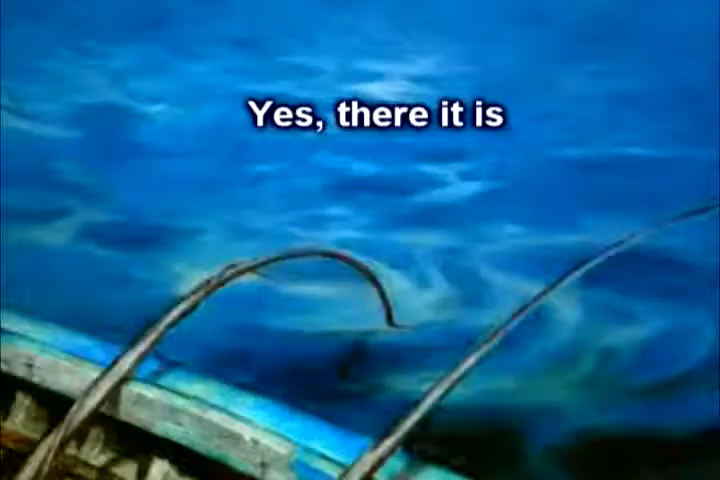 Yes, there it is